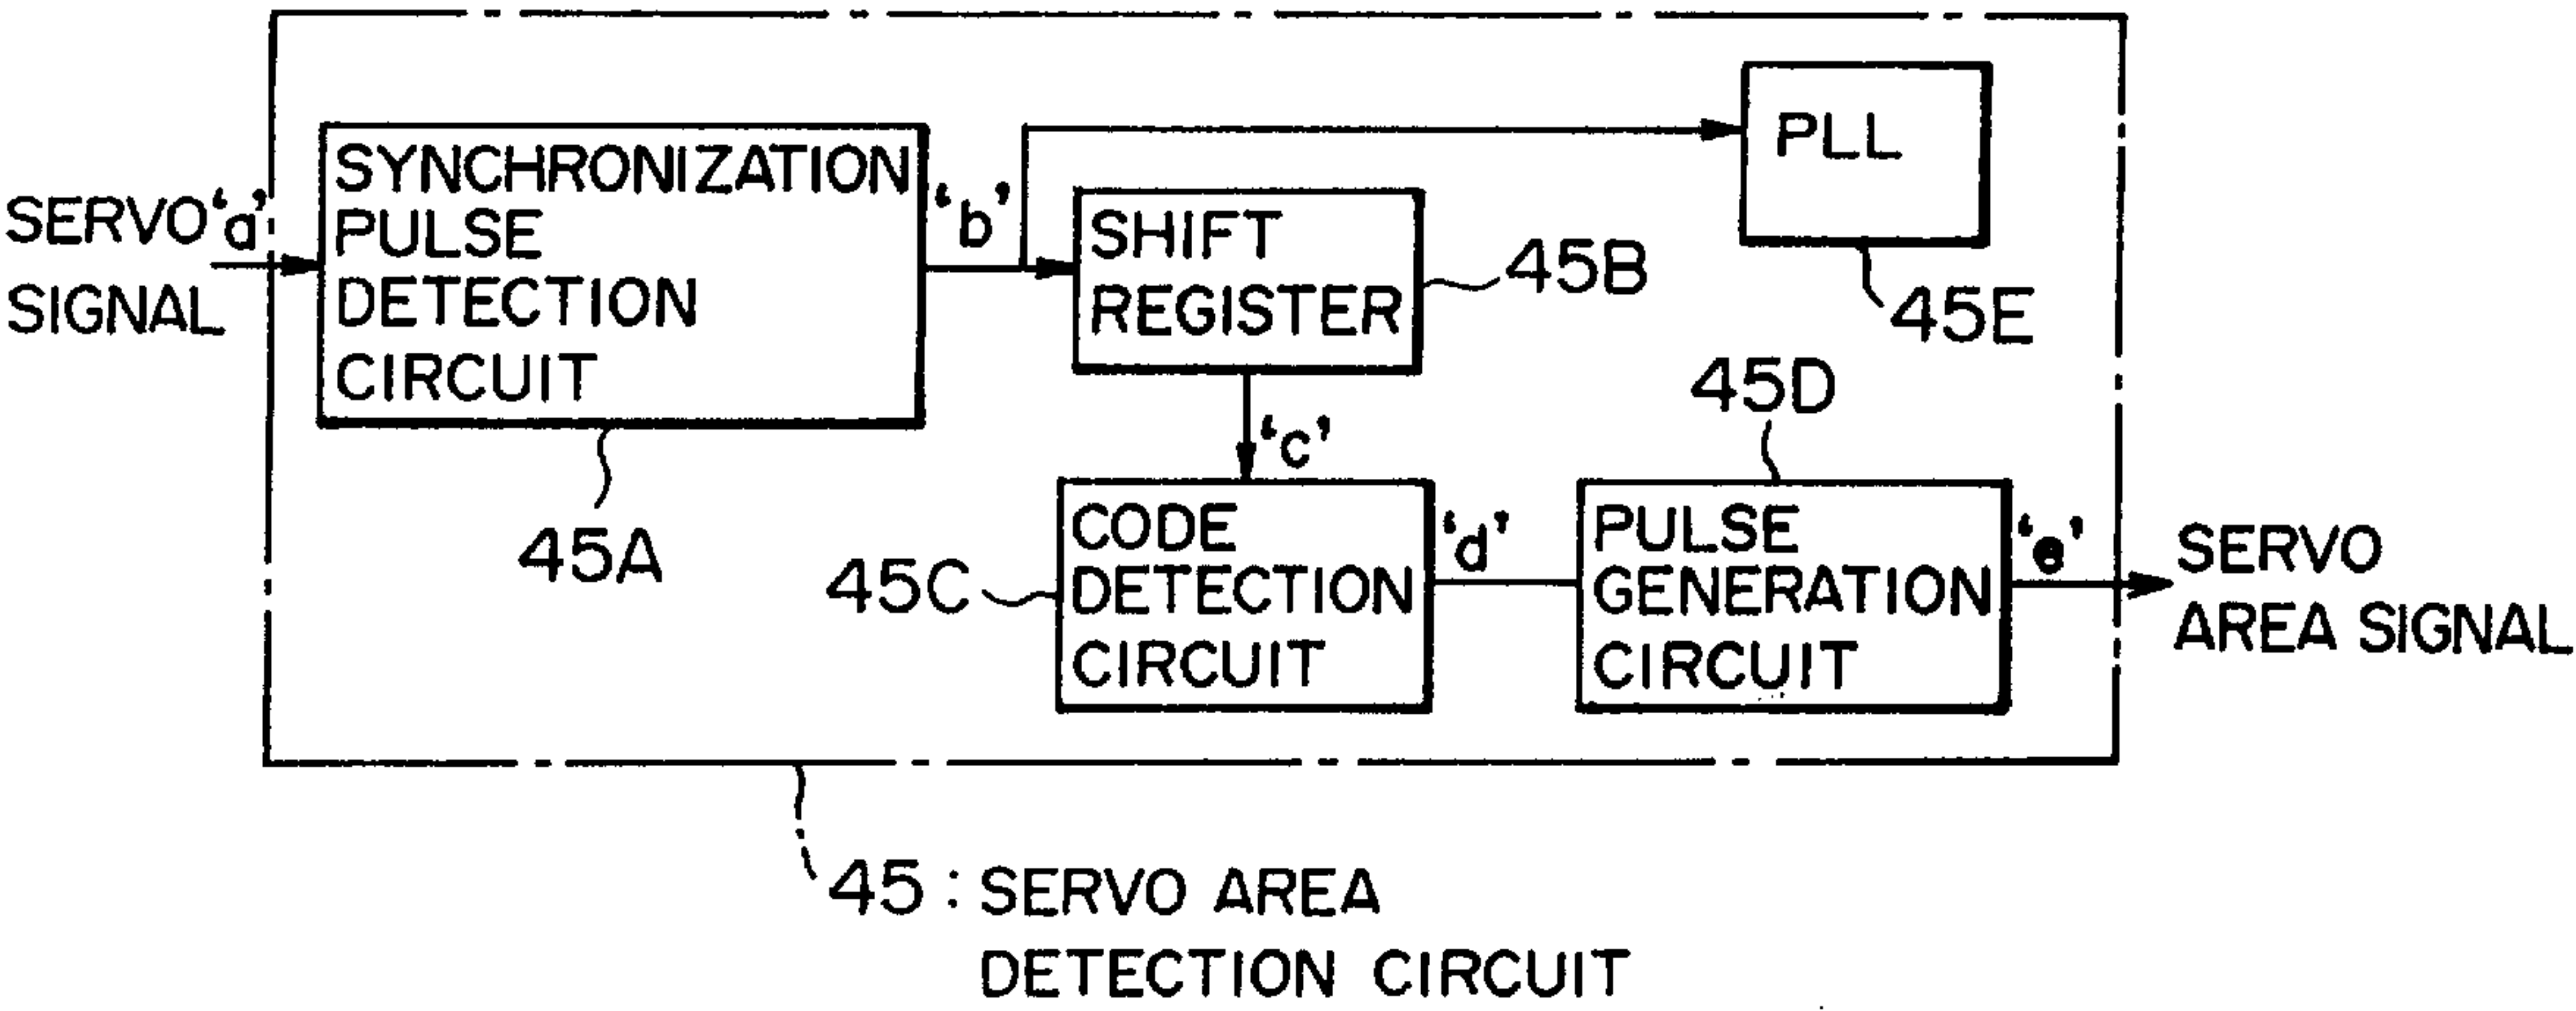 SERVO 'a'
SIGNAL
SYNCHRONIZATION
PULSE
DETECTION
CIRCUIT
45A
'b'
SHIFT
REGISTER
45B
PLL
45E
'c'
CODE
DETECTION
CIRCUIT
45C
'd'
45D
PULSE
GENERATION
CIRCUIT
'e'
SERVO
AREA SIGNAL
45 : SERVO AREA
DETECTION CIRCUIT